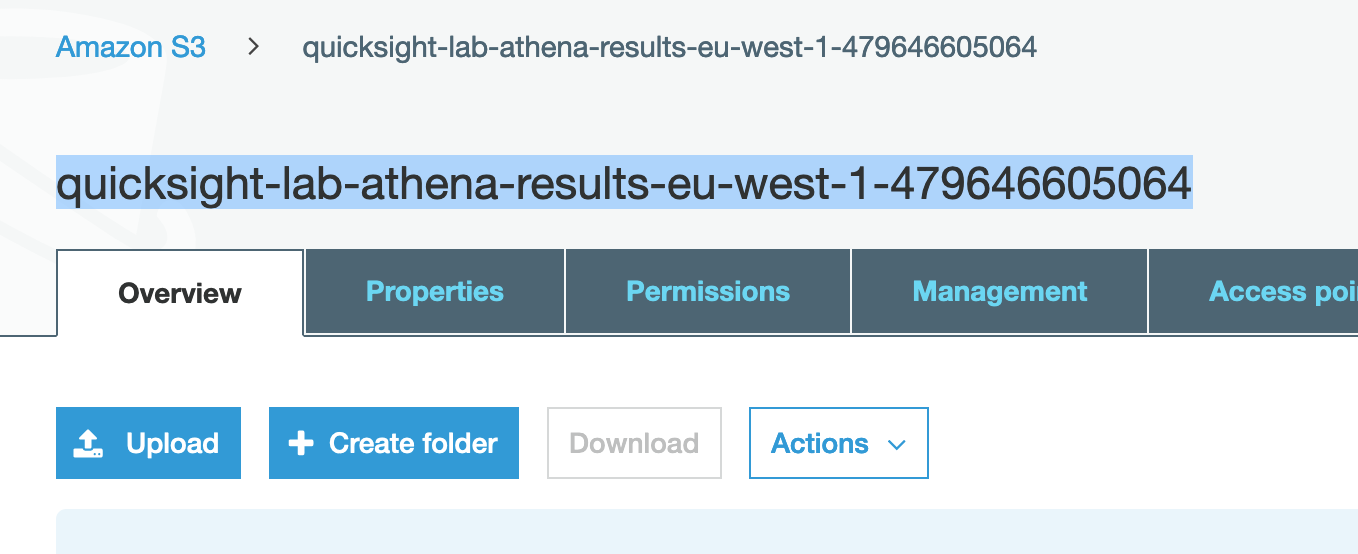 Amazon S3 > quicksight-lab-athena-results-eu-west-1-479646605064
quicksight-lab-athena-results-eu-west-1-479646605064
Overview Properties Permissions Management Access poi
Upload Create folder Download Actions